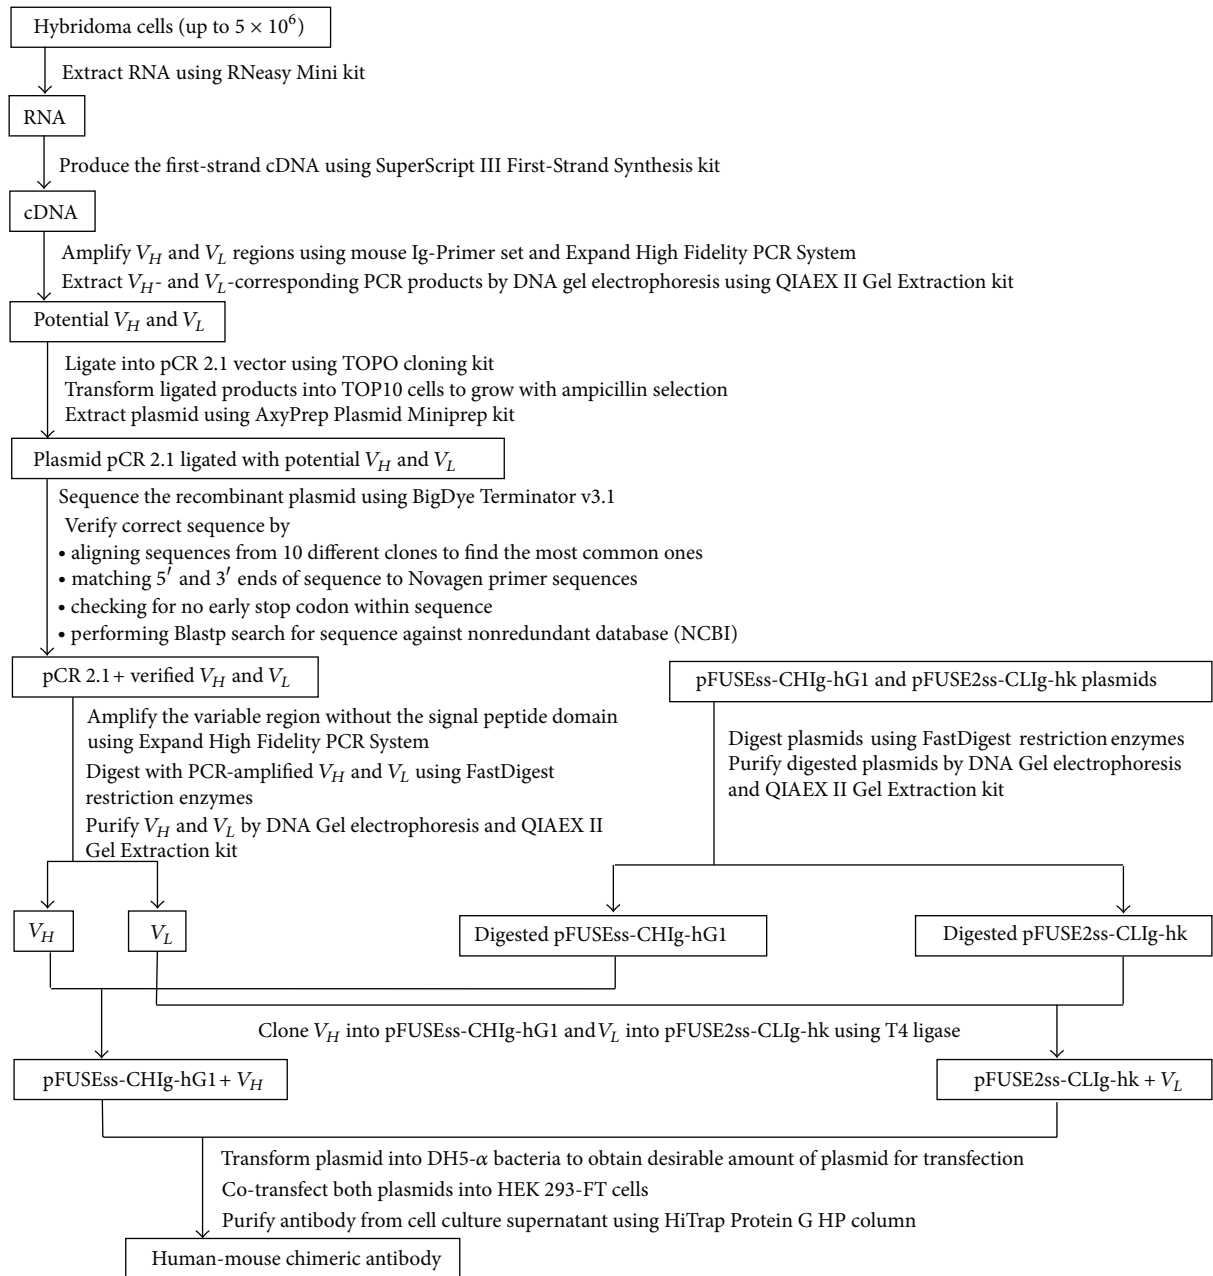 Hybridoma cells (up to 5 × 10⁶)
Extract RNA using RNeasy Mini kit
RNA
Produce the first-strand cDNA using SuperScript III First-Strand Synthesis kit
cDNA
Amplify V_H and V_L regions using mouse Ig-Primer set and Expand High Fidelity PCR System
Extract V_H- and V_L-corresponding PCR products by DNA gel electrophoresis using QIAEX II Gel Extraction kit
Potential V_H and V_L
Ligate into pCR 2.1 vector using TOPO cloning kit
Transform ligated products into TOP10 cells to grow with ampicillin selection
Extract plasmid using AxyPrep Plasmid Miniprep kit
Plasmid pCR 2.1 ligated with potential V_H and V_L
Sequence the recombinant plasmid using BigDye Terminator v3.1
Verify correct sequence by
• aligning sequences from 10 different clones to find the most common ones
• matching 5′ and 3′ ends of sequence to Novagen primer sequences
• checking for no early stop codon within sequence
• performing Blastp search for sequence against nonredundant database (NCBI)
pCR 2.1+ verified V_H and V_L
Amplify the variable region without the signal peptide domain
using Expand High Fidelity PCR System
Digest with PCR-amplified V_H and V_L using FastDigest
restriction enzymes
Purify V_H and V_L by DNA Gel electrophoresis and QIAEX II
Gel Extraction kit
pFUSEss-CHIg-hG1 and pFUSE2ss-CLIg-hk plasmids
Digest plasmids using FastDigest restriction enzymes
Purify digested plasmids by DNA Gel electrophoresis
and QIAEX II Gel Extraction kit
V_H
V_L
Digested pFUSEss-CHIg-hG1
Digested pFUSE2ss-CLIg-hk
Clone V_H into pFUSEss-CHIg-hG1 and V_L into pFUSE2ss-CLIg-hk using T4 ligase
pFUSEss-CHIg-hG1+ V_H
pFUSE2ss-CLIg-hk + V_L
Transform plasmid into DH5-α bacteria to obtain desirable amount of plasmid for transfection
Co-transfect both plasmids into HEK 293-FT cells
Purify antibody from cell culture supernatant using HiTrap Protein G HP column
Human-mouse chimeric antibody